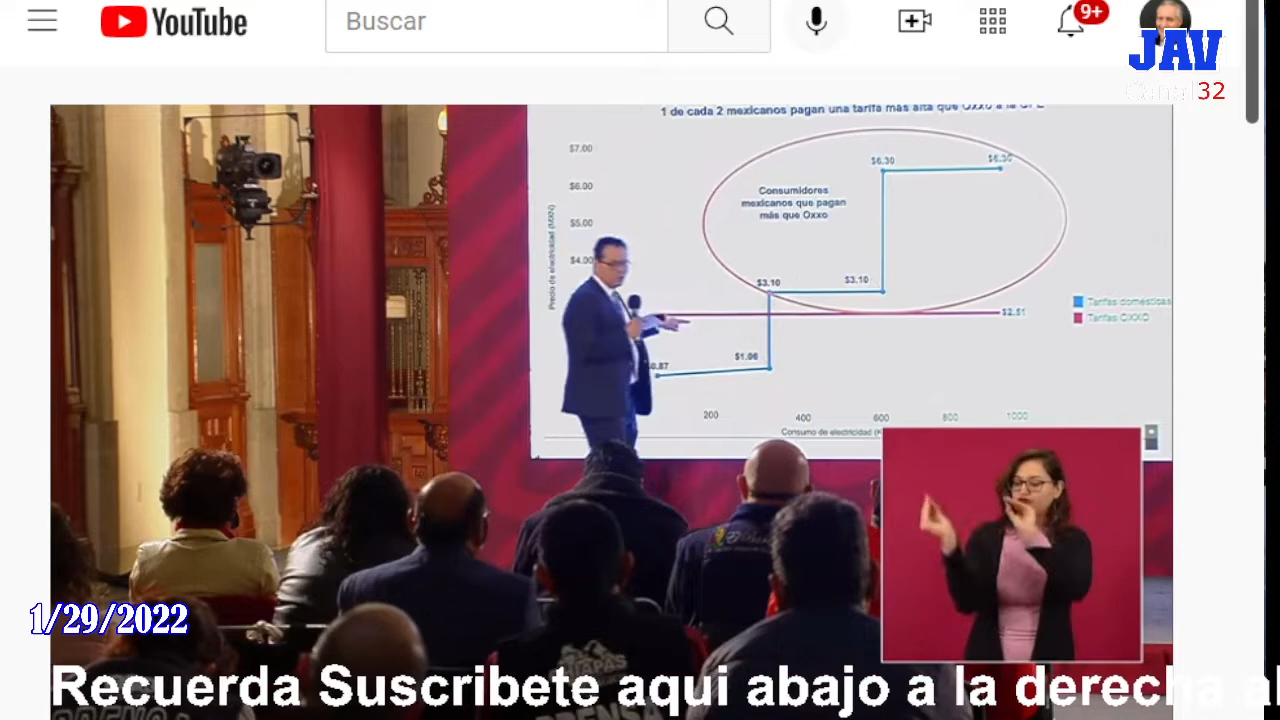 YouTube
Buscar
9+
JAV
Canal 32
1 de cada 2 mexicanos pagan una tarifa más alta que Oxxo a la CFE
$7.00
$6.00
$5.00
$4.00
Precio de electricidad (MXN)
Consumidores
mexicanos que pagan
más que Oxxo
$6.30
$6.30
$3.10
$3.10
$2.51
$1.06
0.87
Tarifas domésticas
Tarifas OXXO
200
400
600
800
1000
Consumo de electricidad
1/29/2022
CHIAPAS
PRENSA
Recuerda Suscribete aqui abajo a la derecha